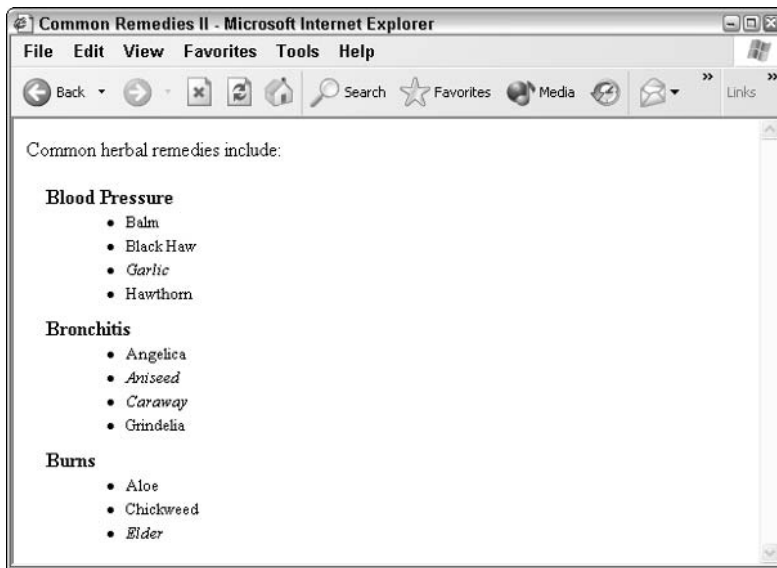 Common Remedies II - Microsoft Internet Explorer
File Edit View Favorites Tools Help
Back Search Favorites Media » Links »
Common herbal remedies include:
Blood Pressure
• Balm
• Black Haw
• Garlic
• Hawthorn
Bronchitis
• Angelica
• Aniseed
• Caraway
• Grindelia
Burns
• Aloe
• Chickweed
• Elder